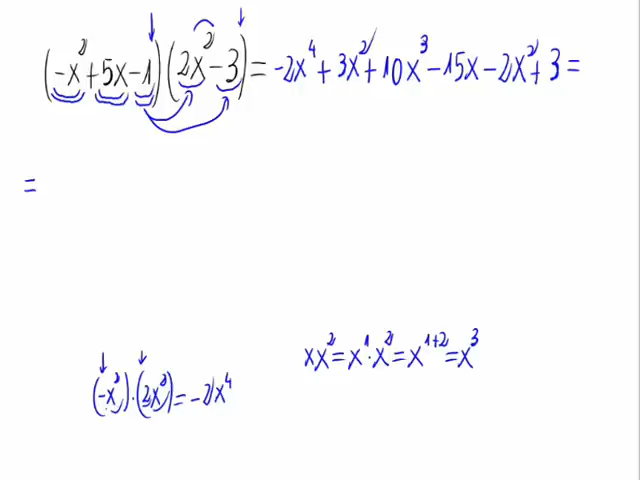 (-x²+5x-1)(2x²-3)=-2x⁴+3x²+10x³-15x-2x²+3=
=
xx²=x¹·x²=x¹⁺²=x³
(-x²)·(2x²)=-2x⁴